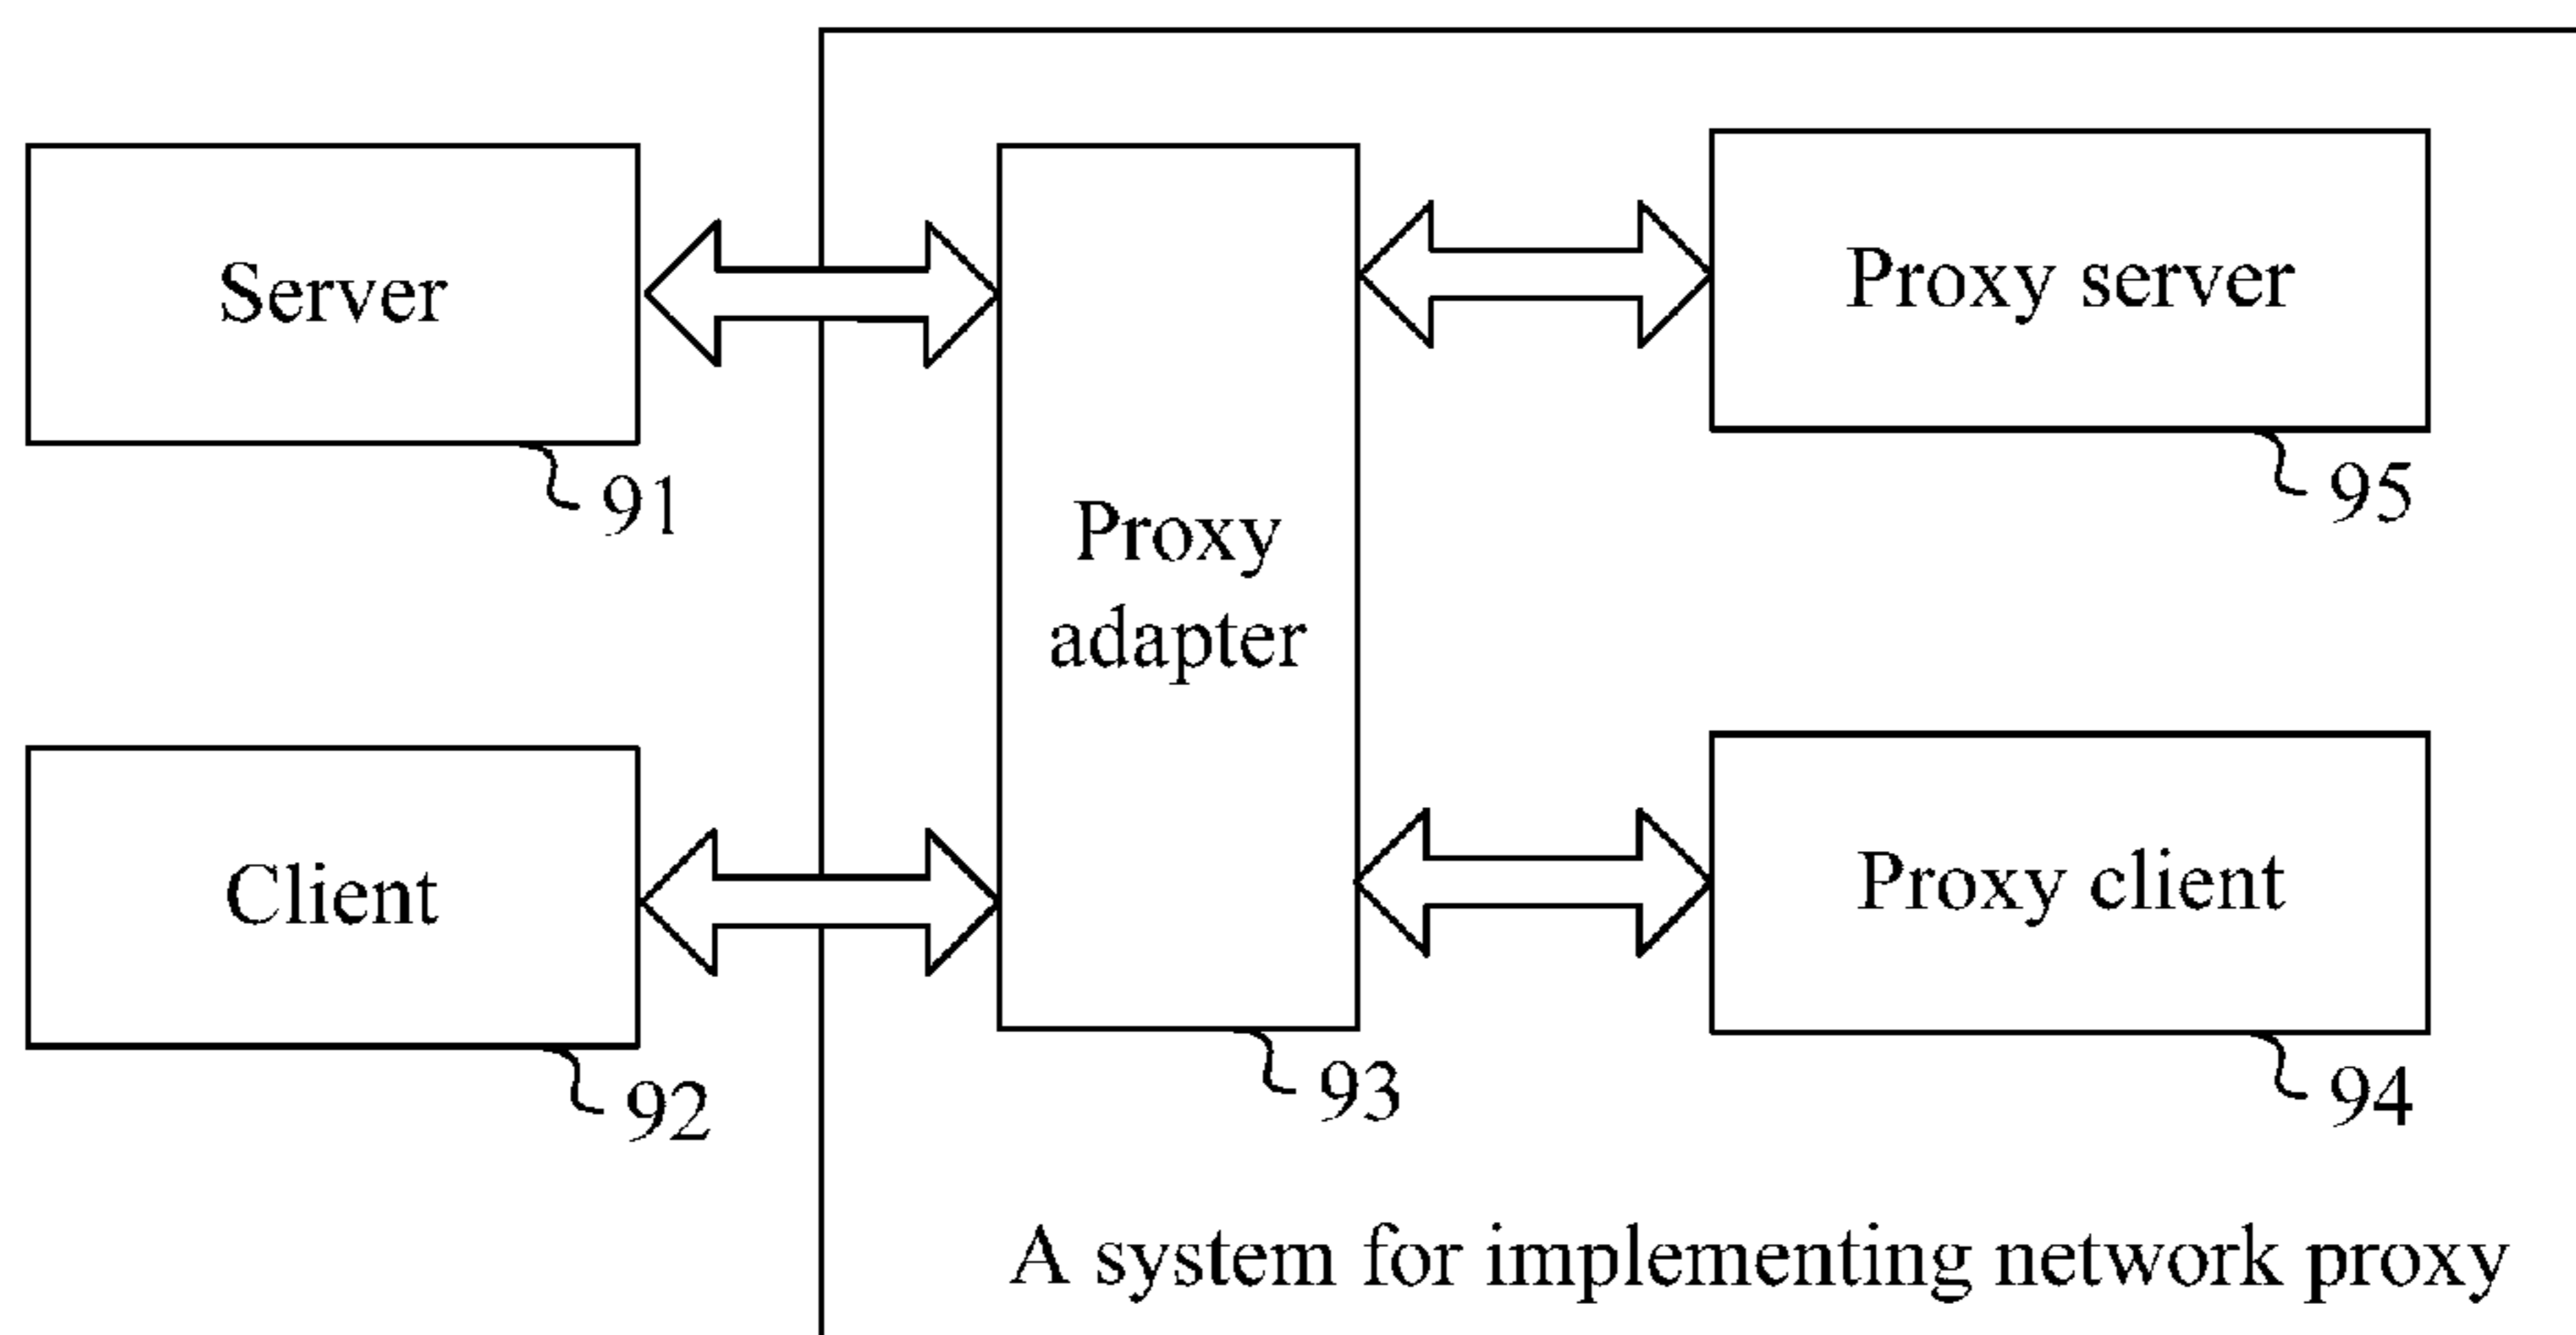 Server
91
Proxy server
95
Proxy
adapter
93
Client
92
Proxy client
94
A system for implementing network proxy